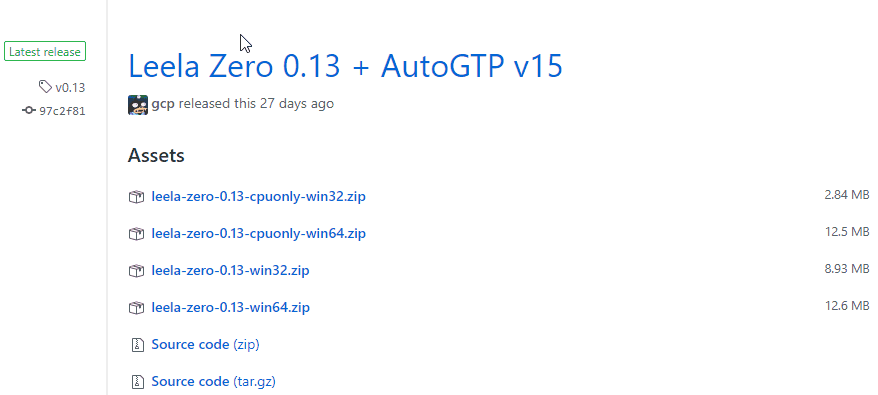 Latest release
v0.13
97c2f81
Leela Zero 0.13 + AutoGTP v15
gcp released this 27 days ago
Assets
leela-zero-0.13-cpuonly-win32.zip 2.84 MB
leela-zero-0.13-cpuonly-win64.zip 12.5 MB
leela-zero-0.13-win32.zip 8.93 MB
leela-zero-0.13-win64.zip 12.6 MB
Source code (zip)
Source code (tar.gz)